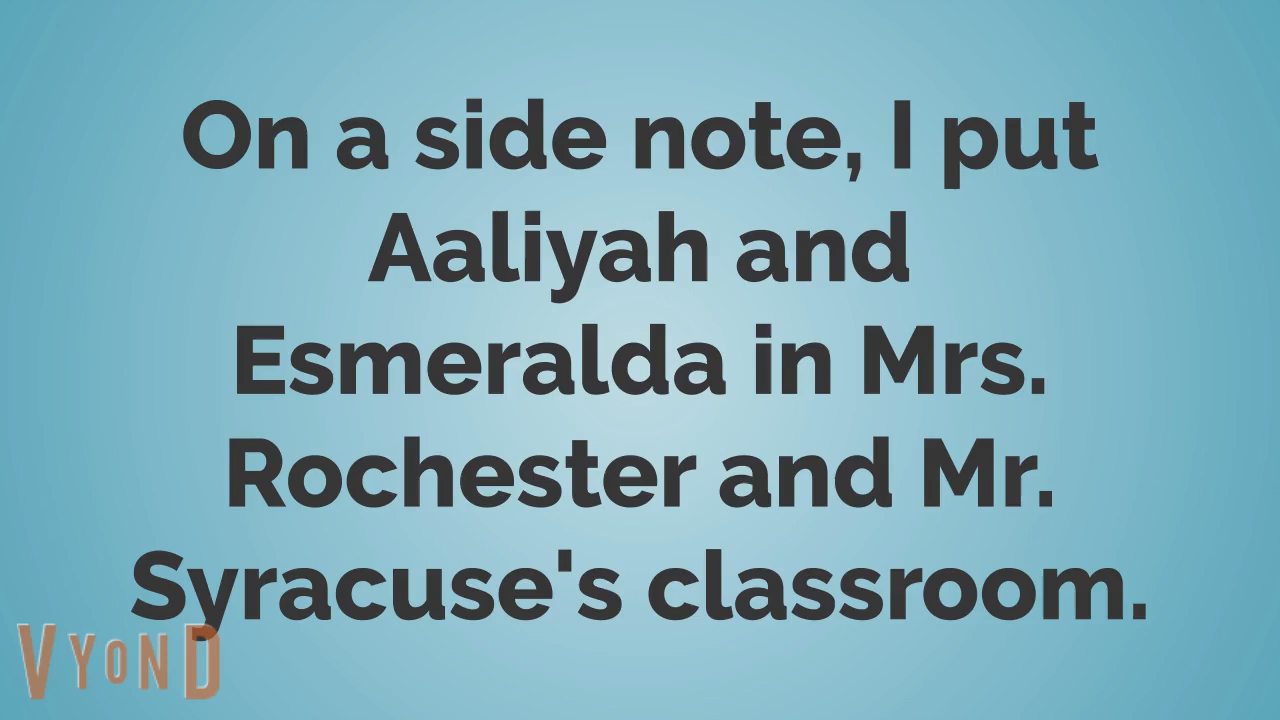 On a side note, I put
Aaliyah and
Esmeralda in Mrs.
Rochester and Mr.
Syracuse's classroom.
VYOND